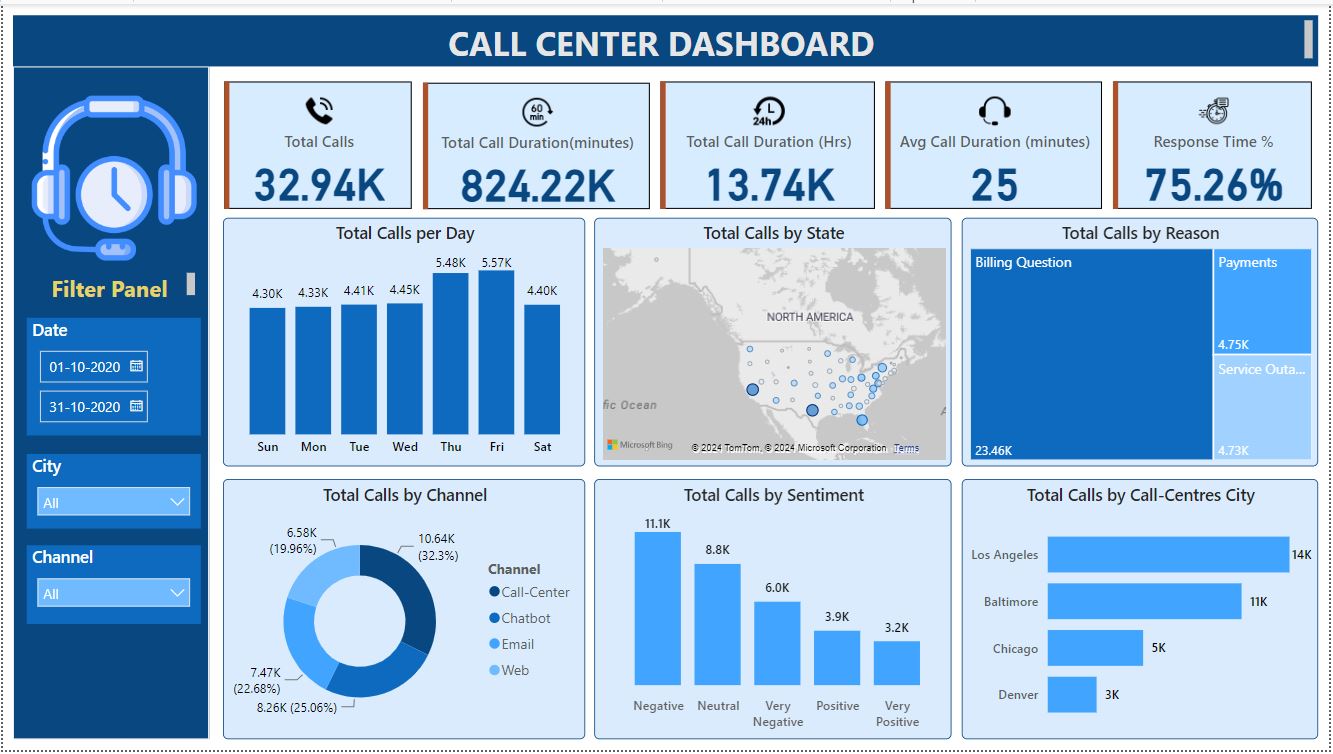 CALL CENTER DASHBOARD
Filter Panel
Date
01-10-2020
31-10-2020
City
All
Channel
All
Total Calls
32.94K
60
min
Total Call Duration(minutes)
824.22K
24h
Total Call Duration (Hrs)
13.74K
Avg Call Duration (minutes)
25
Response Time %
75.26%
Total Calls per Day
4.30K
4.33K
4.41K
4.45K
5.48K
5.57K
4.40K
Sun
Mon
Tue
Wed
Thu
Fri
Sat
Total Calls by State
NORTH AMERICA
fic Ocean
A
Microsoft Bing
© 2024 TomTom, © 2024 Microsoft Corporation Terms
Total Calls by Reason
Billing Question
23.46K
Payments
4.75K
Service Outa...
4.73K
Total Calls by Channel
6.58K
(19.96%)
10.64K
(32.3%)
7.47K
(22.68%)
8.26K (25.06%)
Channel
Call-Center
Chatbot
Email
Web
Total Calls by Sentiment
11.1K
8.8K
6.0K
3.9K
3.2K
Negative
Neutral
Very
Negative
Positive
Very
Positive
Total Calls by Call-Centres City
Los Angeles
14K
Baltimore
11K
Chicago
5K
Denver
3K